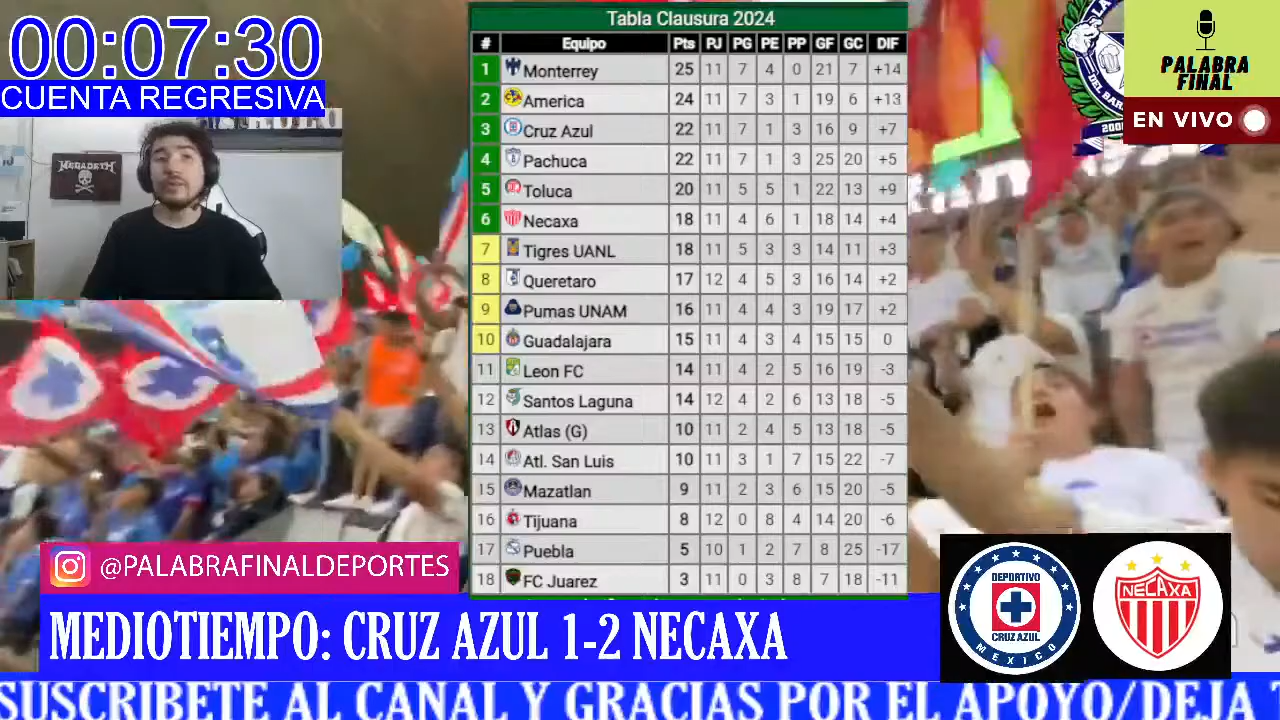 00:07:30
CUENTA REGRESIVA
MEGADETH
Tabla Clausura 2024
# Equipo Pts PJ PG PE PP GF GC DIF
1 Monterrey 25 11 7 4 0 21 7 +14
2 America 24 11 7 3 1 19 6 +13
3 Cruz Azul 22 11 7 1 3 16 9 +7
4 Pachuca 22 11 7 1 3 25 20 +5
5 Toluca 20 11 5 5 1 22 13 +9
6 Necaxa 18 11 4 6 1 18 14 +4
7 Tigres UANL 18 11 5 3 3 14 11 +3
8 Queretaro 17 12 4 5 3 16 14 +2
9 Pumas UNAM 16 11 4 4 3 19 17 +2
10 Guadalajara 15 11 4 3 4 15 15 0
11 Leon FC 14 11 4 2 5 16 19 -3
12 Santos Laguna 14 12 4 2 6 13 18 -5
13 Atlas (G) 10 11 2 4 5 13 18 -5
14 Atl. San Luis 10 11 3 1 7 15 22 -7
15 Mazatlan 9 11 2 3 6 15 20 -5
16 Tijuana 8 12 0 8 4 14 20 -6
17 Puebla 5 10 1 2 7 8 25 -17
18 FC Juarez 3 11 0 3 8 7 18 -11
PALABRA
FINAL
EN VIVO
@PALABRAFINALDEPORTES
MEDIOTIEMPO: CRUZ AZUL 1-2 NECAXA
DEPORTIVO
CRUZ AZUL
MEXICO
NECAXA
SUSCRIBETE AL CANAL Y GRACIAS POR EL APOYO/DEJA